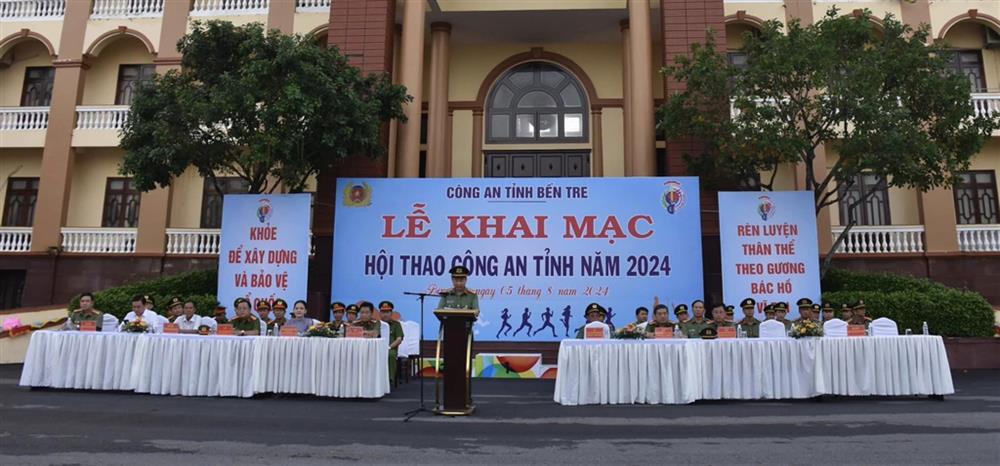 CÔNG AN TỈNH BẾN TRE
LỄ KHAI MẠC
HỘI THAO CÔNG AN TỈNH NĂM 2024
ngày 05 tháng 8 năm 2024
KHỎE
ĐỂ XÂY DỰNG
VÀ BẢO VỆ
RÈN LUYỆN
THÂN THỂ
THEO GƯƠNG
BÁC HỒ